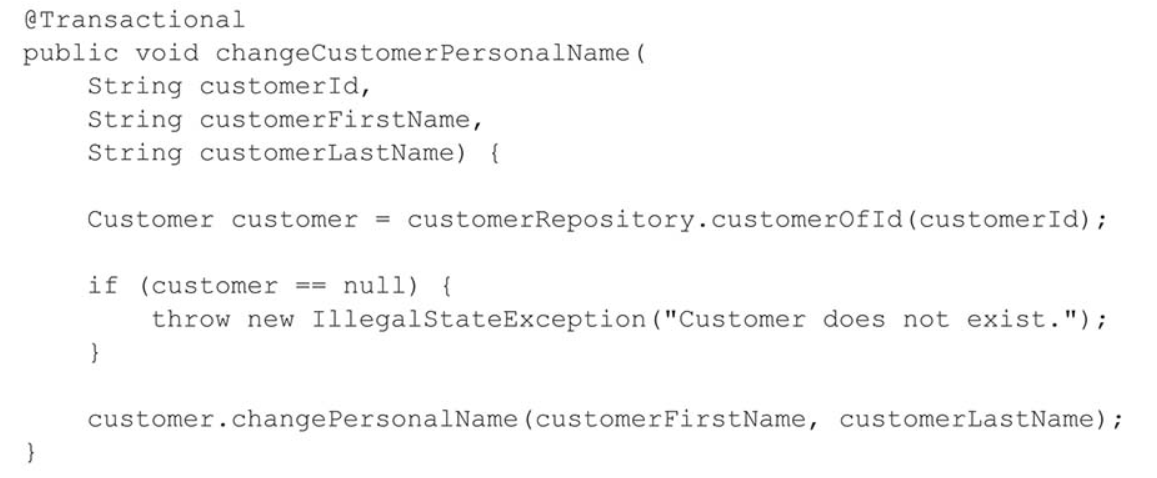 @Transactional
public void changeCustomerPersonalName(
    String customerId,
    String customerFirstName,
    String customerLastName) {
    Customer customer = customerRepository.customerOfId(customerId);
    if (customer == null) {
        throw new IllegalStateException("Customer does not exist.");
    }
    customer.changePersonalName(customerFirstName, customerLastName);
}